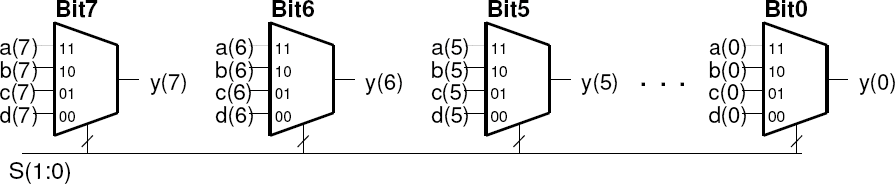 Bit7 Bit6 Bit5 Bit0
a(7) 11 a(6) 11 a(5) 11 a(0) 11
b(7) 10 b(6) 10 b(5) 10 b(0) 10
y(7) y(6) y(5) . . . y(0)
c(7) 01 c(6) 01 c(5) 01 c(0) 01
d(7) 00 d(6) 00 d(5) 00 d(0) 00
S(1:0)